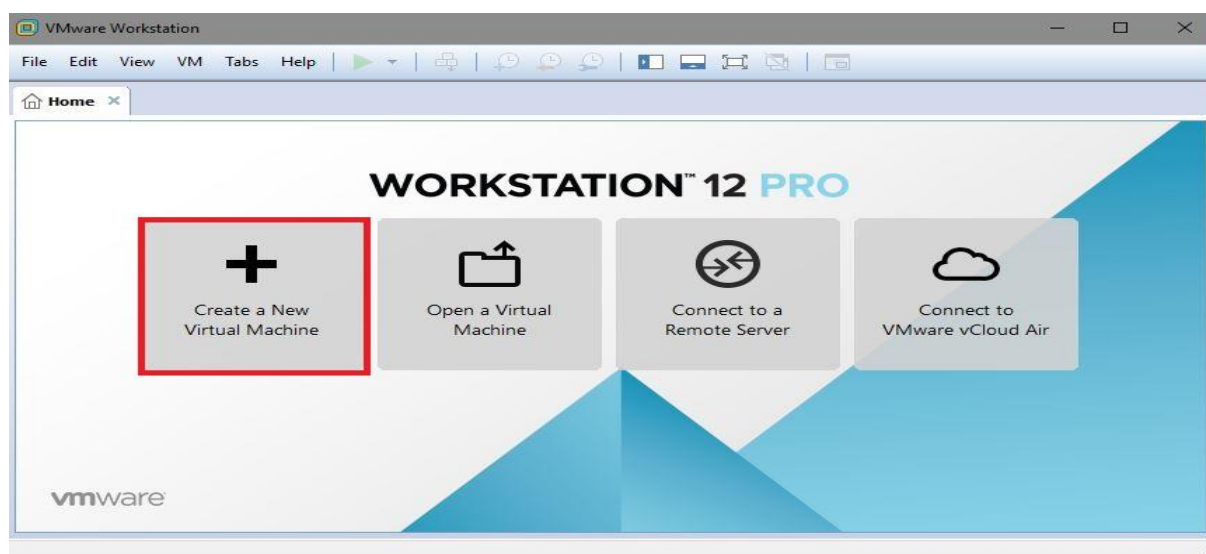 VMware Workstation
File Edit View VM Tabs Help
Home
WORKSTATION™ 12 PRO
Create a New
Virtual Machine
Open a Virtual
Machine
Connect to a
Remote Server
Connect to
VMware vCloud Air
vmware